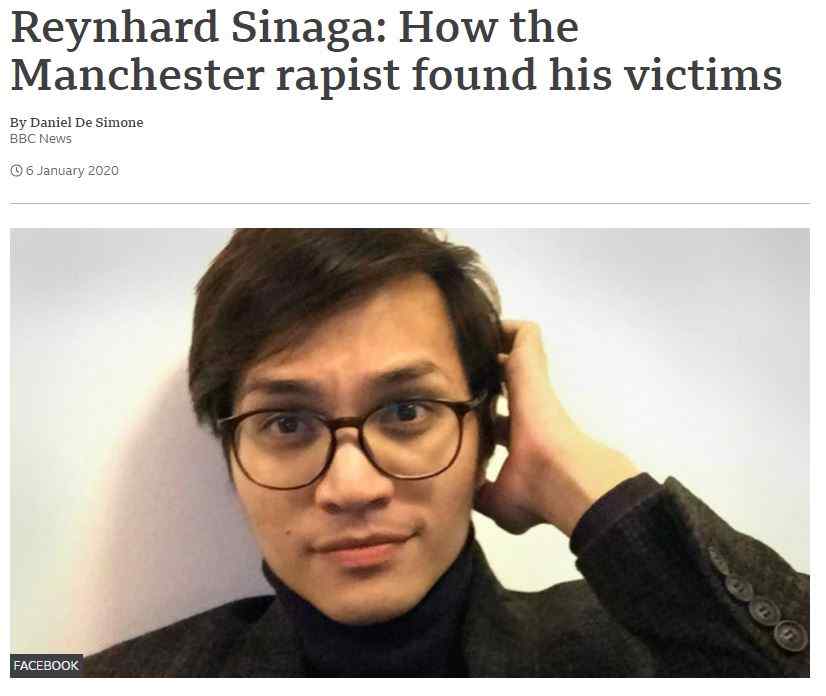 Reynhard Sinaga: How the
Manchester rapist found his victims
By Daniel De Simone
BBC News
6 January 2020
FACEBOOK